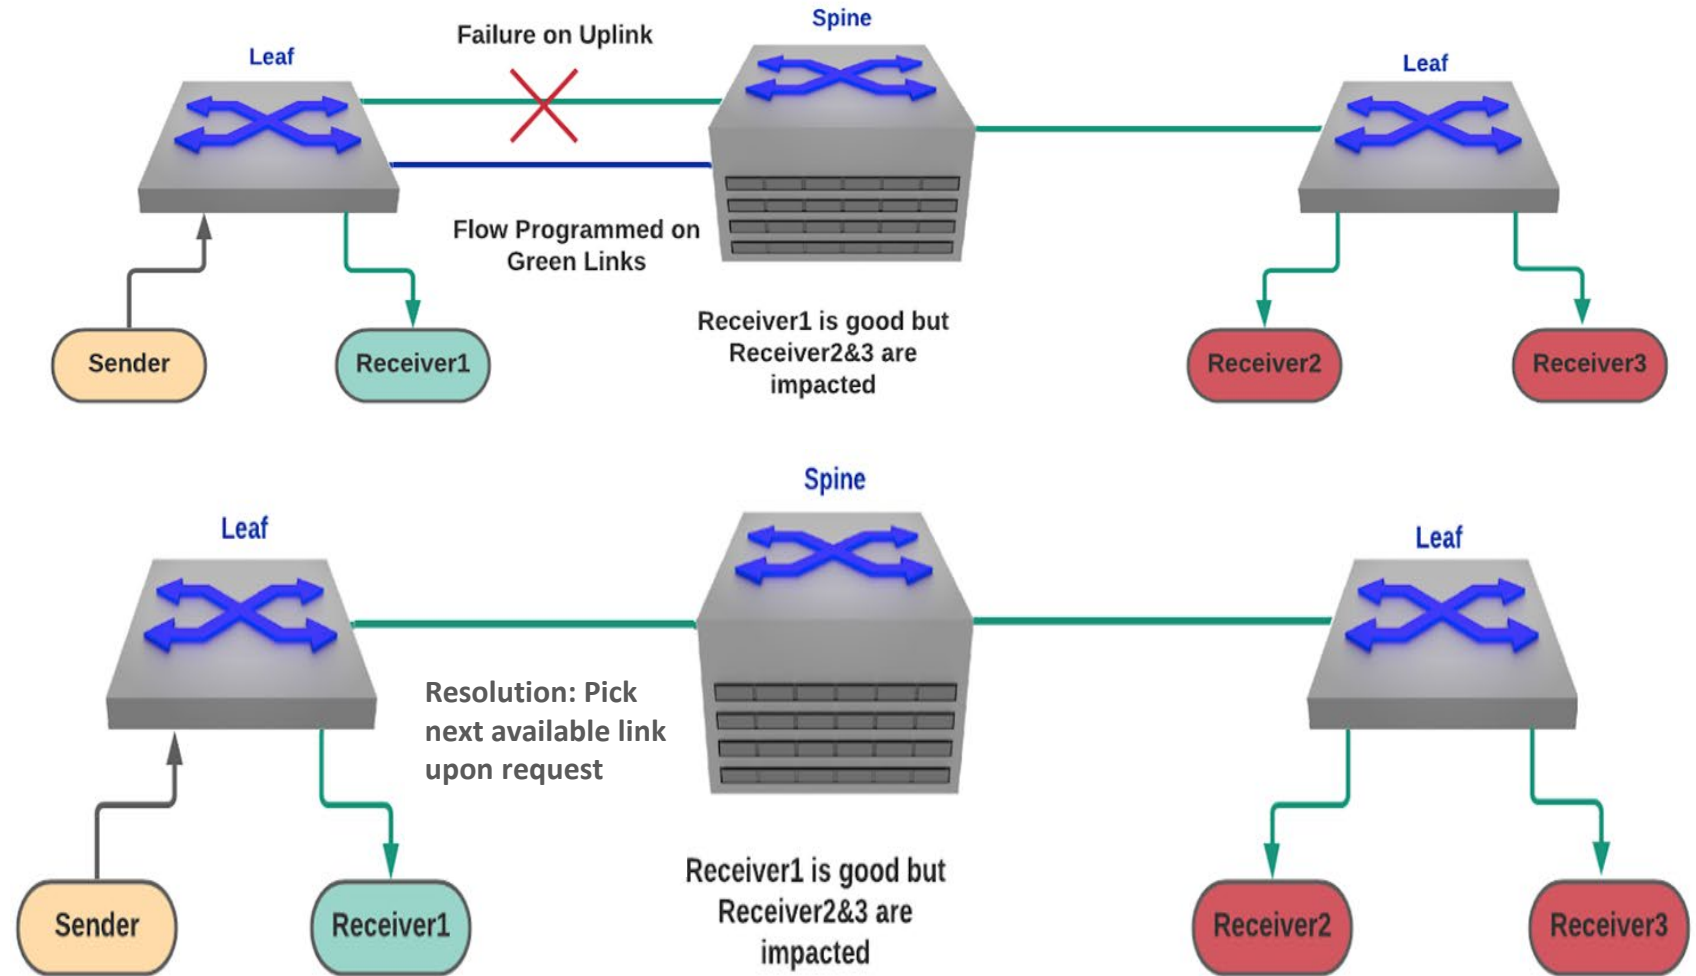 Spine
Failure on Uplink
Leaf
Leaf
Flow Programmed on
Green Links
Receiver1 is good but
Receiver2&3 are
impacted
Sender
Receiver1
Receiver2
Receiver3
Spine
Leaf
Leaf
Resolution: Pick
next available link
upon request
Receiver1 is good but
Receiver2&3 are
impacted
Sender
Receiver1
Receiver2
Receiver3